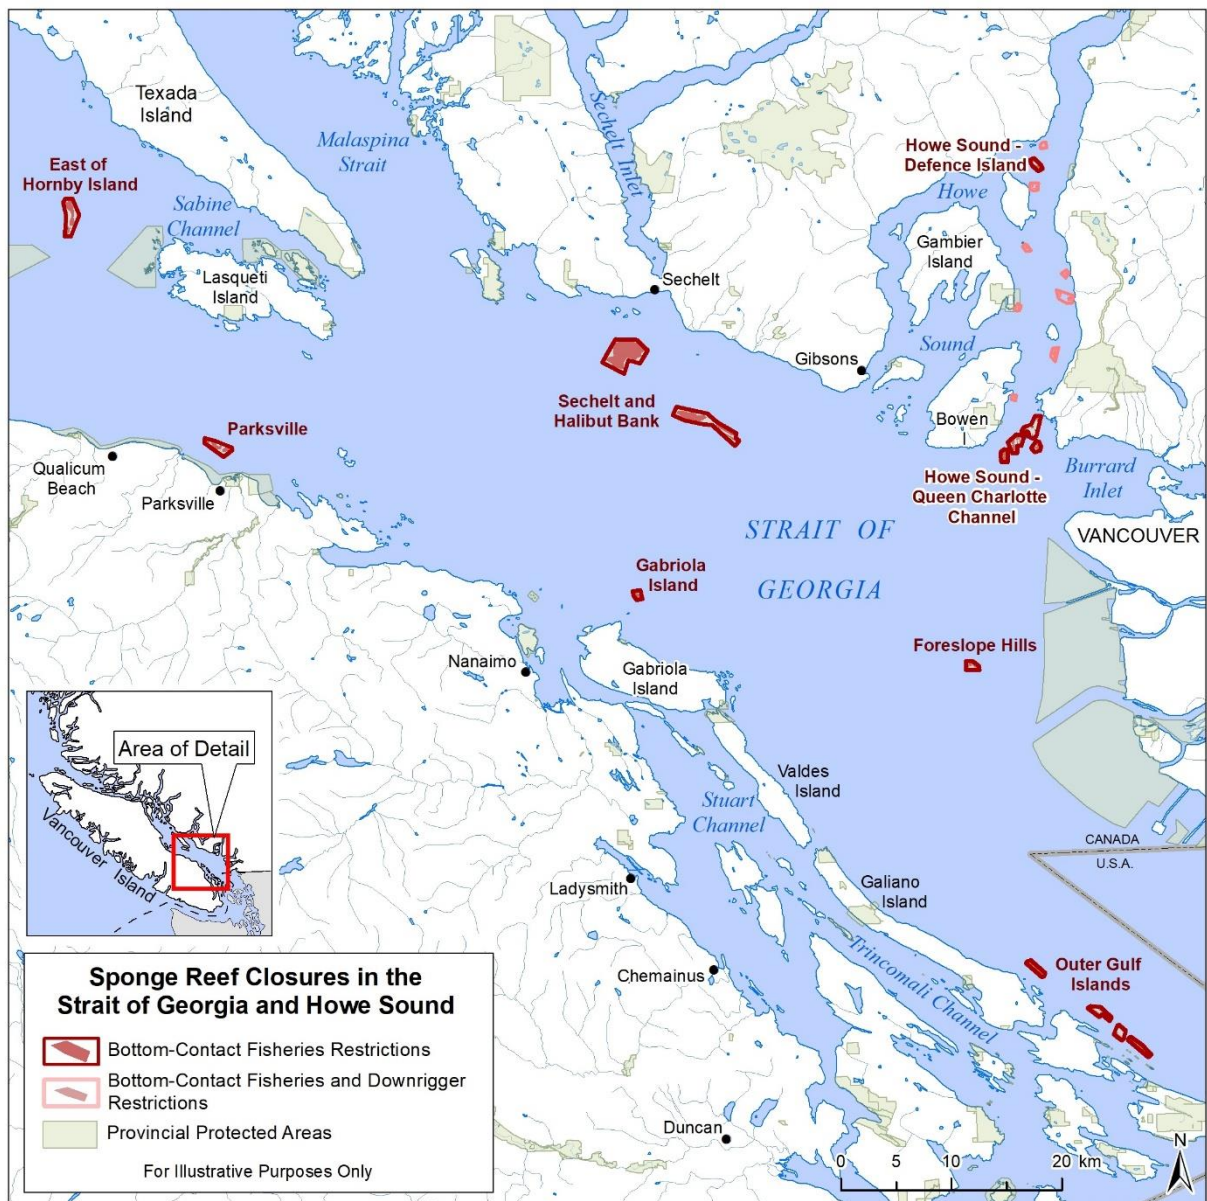 Texada
Island
Malaspina
Strait
Sechelt Inlet
Howe Sound -
Defence Island
East of
Hornby Island
Howe
Sabine
Channel
Gambier
Island
Lasqueti
Island
Sechelt
Sound
Gibsons
Sechelt and
Halibut Bank
Bowen
I
Parksville
Qualicum
Beach
Parksville
Howe Sound -
Queen Charlotte
Channel
Burrard
Inlet
STRAIT OF
GEORGIA
VANCOUVER
Gabriola
Island
Foreslope Hills
Nanaimo
Gabriola
Island
Area of Detail
Vancouver Island
Valdes
Island
Stuart
Channel
CANADA
U.S.A.
Ladysmith
Galiano
Island
Trincomali Channel
Chemainus
Outer Gulf
Islands
Sponge Reef Closures in the
Strait of Georgia and Howe Sound
Bottom-Contact Fisheries Restrictions
Bottom-Contact Fisheries and Downrigger
Restrictions
Provincial Protected Areas
For Illustrative Purposes Only
Duncan
N
0 5 10 20 km